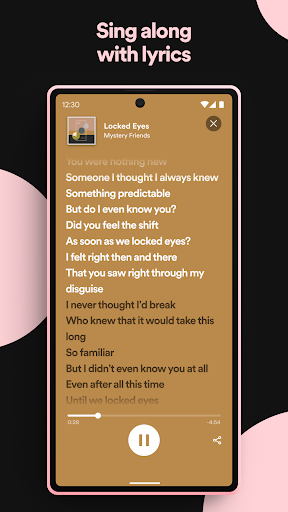 Sing along
with lyrics
12:30
Locked Eyes
Mystery Friends
You were nothing new
Someone I thought I always knew
Something predictable
But do I even know you?
Did you feel the shift
As soon as we locked eyes?
I felt right then and there
That you saw right through my
disguise
I never thought I'd break
Who knew that it would take this
long
So familiar
But I didn't even know you at all
Even after all this time
Until we locked eyes
0:28
-4:54